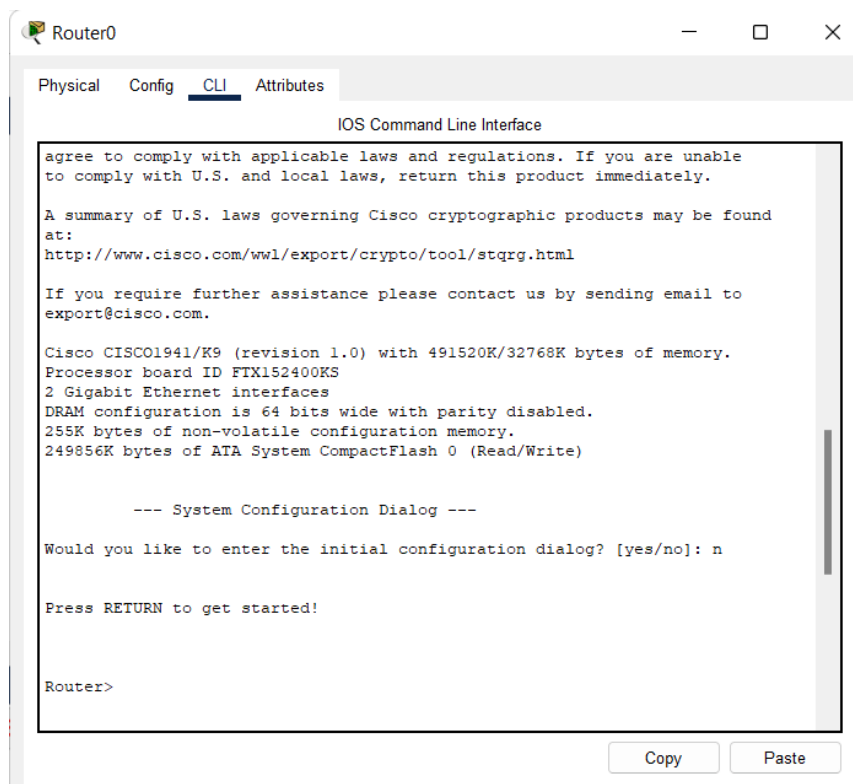 Router0
Physical Config CLI Attributes
IOS Command Line Interface
agree to comply with applicable laws and regulations. If you are unable
to comply with U.S. and local laws, return this product immediately.
A summary of U.S. laws governing Cisco cryptographic products may be found
at:
http://www.cisco.com/wwl/export/crypto/tool/stqrg.html
If you require further assistance please contact us by sending email to
export@cisco.com.
Cisco CISCO1941/K9 (revision 1.0) with 491520K/32768K bytes of memory.
Processor board ID FTX152400KS
2 Gigabit Ethernet interfaces
DRAM configuration is 64 bits wide with parity disabled.
255K bytes of non-volatile configuration memory.
249856K bytes of ATA System CompactFlash 0 (Read/Write)
--- System Configuration Dialog ---
Would you like to enter the initial configuration dialog? [yes/no]: n
Press RETURN to get started!
Router>
Copy Paste